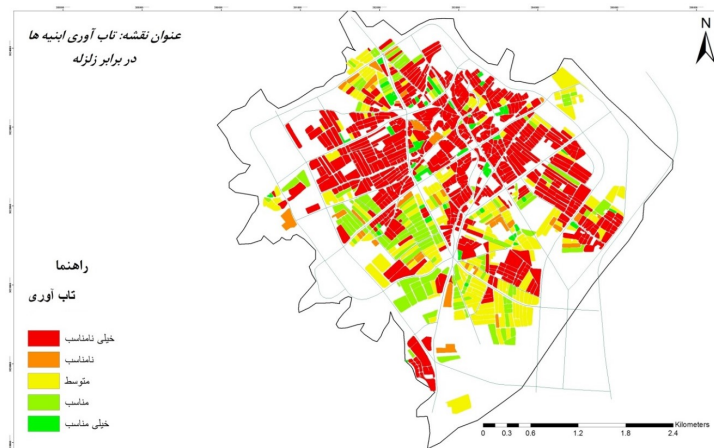 عنوان نقشه: تاب آوری ابنیه ها
در برابر زلزله
N
راهنما
تاب آوری
خیلی نامناسب
نامناسب
متوسط
مناسب
خیلی مناسب
Kilometers
0 0.3 0.6 1.2 1.8 2.4